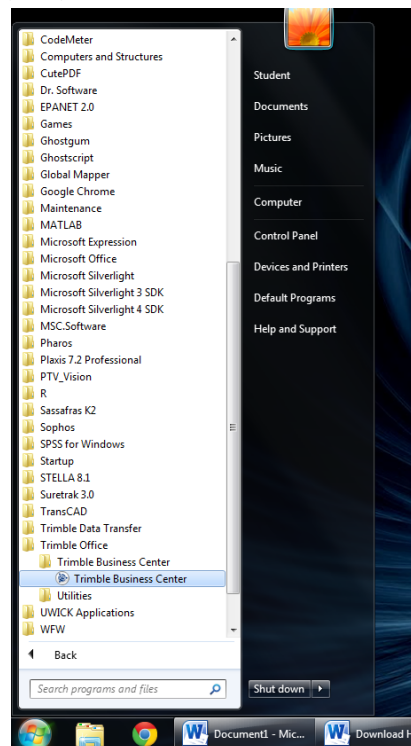 CodeMeter
Computers and Structures
CutePDF
Dr. Software
EPANET 2.0
Games
Ghostgum
Ghostscript
Global Mapper
Google Chrome
Maintenance
MATLAB
Microsoft Expression
Microsoft Office
Microsoft Silverlight
Microsoft Silverlight 3 SDK
Microsoft Silverlight 4 SDK
MSC.Software
Pharos
Plaxis 7.2 Professional
PTV_Vision
R
Sassafras K2
Sophos
SPSS for Windows
Startup
STELLA 8.1
Suretrak 3.0
TransCAD
Trimble Data Transfer
Trimble Office
Trimble Business Center
Trimble Business Center
Utilities
UWICK Applications
WFW
Back
Search programs and files
Student
Documents
Pictures
Music
Computer
Control Panel
Devices and Printers
Default Programs
Help and Support
Shut down
Document1 - Mic...
Download H